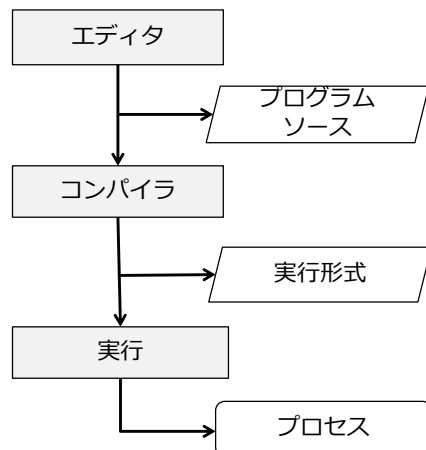 エディタ
プログラム
ソース
コンパイラ
実行形式
実行
プロセス